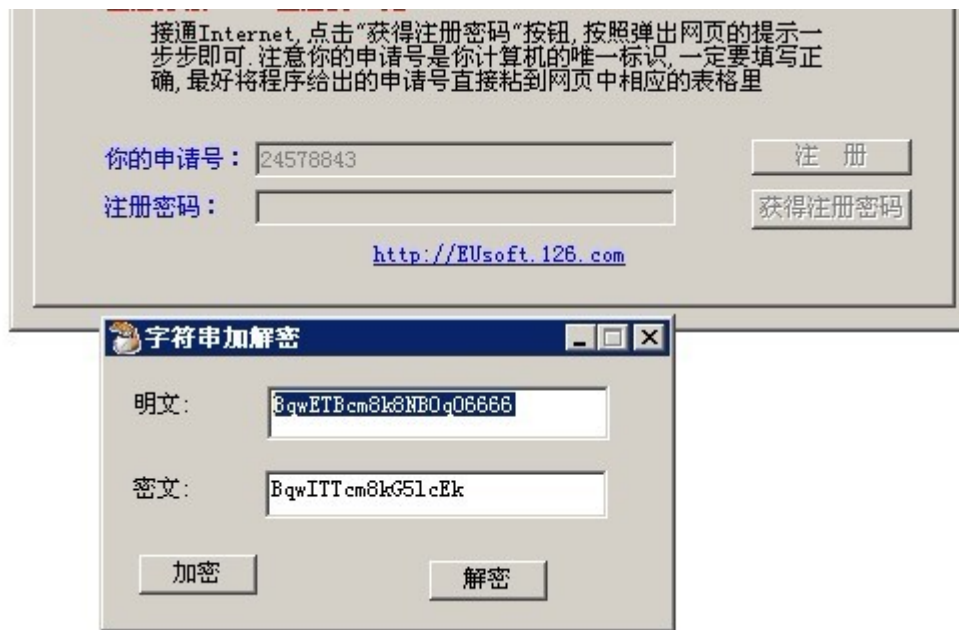 接通Internet,点击“获得注册密码”按钮,按照弹出网页的提示一
步步即可.注意你的申请号是你计算机的唯一标识,一定要填写正
确,最好将程序给出的申请号直接粘到网页中相应的表格里
你的申请号： 24578843 注 册
注册密码： 获得注册密码
http://EUsoft.126.com
字符串加解密
明文: BqwETBcm8k8NBOqO6666
密文: BqwITTcm8kG5lcEk
加密 解密